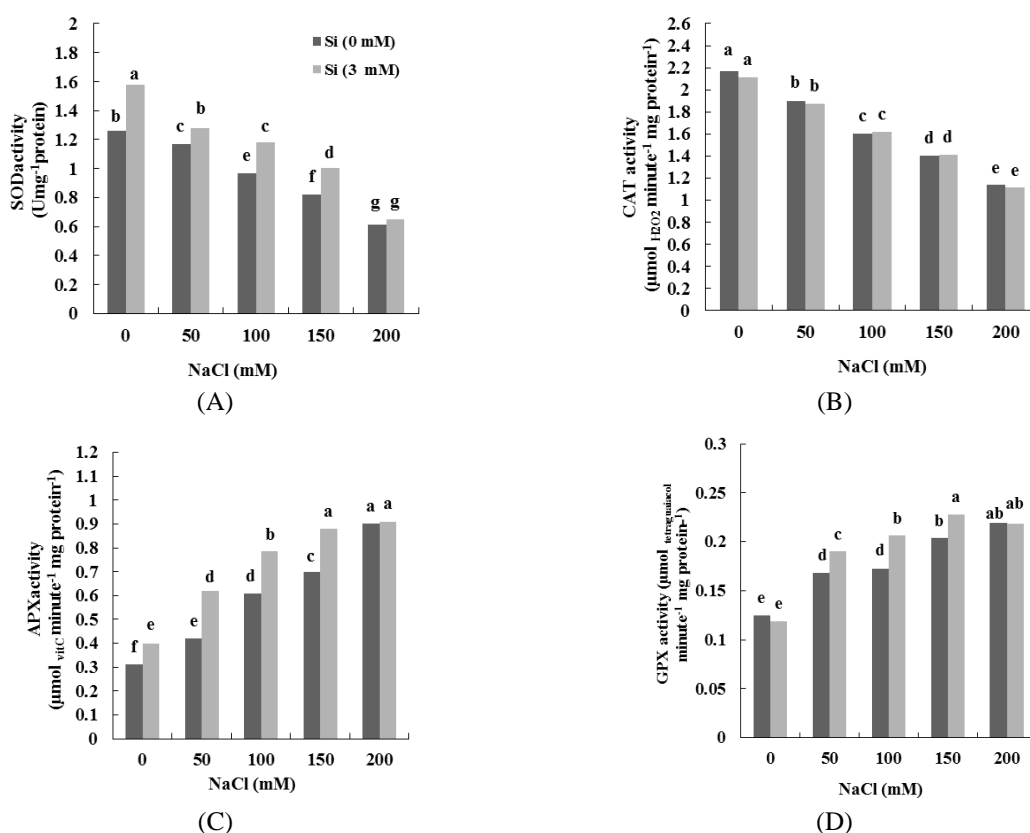 SODactivity
(Umg⁻¹protein)
2
1.8
1.6
1.4
1.2
1
0.8
0.6
0.4
0.2
0
Si (0 mM)
Si (3 mM)
b
a
c
b
e
c
f
d
g
g
0 50 100 150 200
NaCl (mM)
(A)
CAT activity
(μmol H2O2 minute⁻¹ mg protein⁻¹)
2.6
2.4
2.2
2
1.8
1.6
1.4
1.2
1
0.8
0.6
0.4
0.2
0
a
a
b
b
c
c
d
d
e
e
0 50 100 150 200
NaCl (mM)
(B)
APXactivity
(μmol vitC minute⁻¹ mg protein⁻¹)
1.2
1.1
1
0.9
0.8
0.7
0.6
0.5
0.4
0.3
0.2
0.1
0
f
e
e
d
d
b
c
a
a
a
0 50 100 150 200
NaCl (mM)
(C)
GPX activity (μmol tetraguaiacol
minute⁻¹ mg protein⁻¹)
0.3
0.25
0.2
0.15
0.1
0.05
0
e
e
d
c
d
b
b
a
ab
ab
0 50 100 150 200
NaCl (mM)
(D)